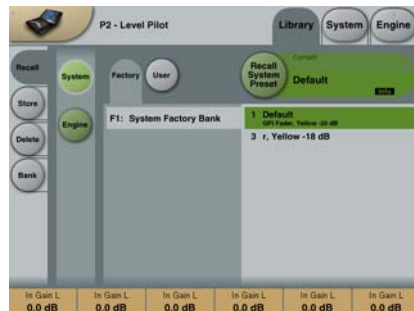 P2 - Level Pilot
Library
System
Engine
Recall
Store
Delete
Bank
System
Engine
Factory
User
Recall System Preset
Current
Default
Info
F1: System Factory Bank
1 Default
GPI Fader, Yellow -20 dB
3 r, Yellow -18 dB
In Gain L
0.0 dB
In Gain L
0.0 dB
In Gain L
0.0 dB
In Gain L
0.0 dB
In Gain L
0.0 dB
In Gain L
0.0 dB